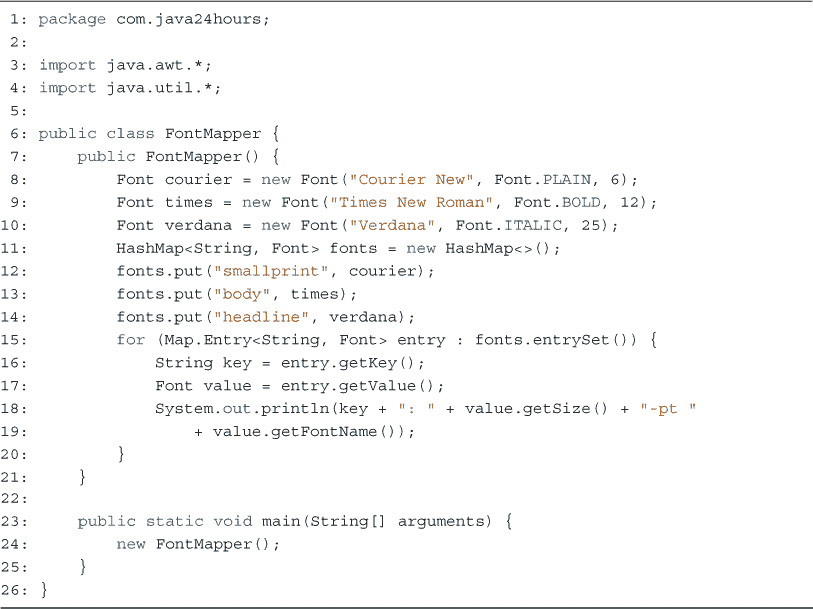 1: package com.java24hours;
2:
3: import java.awt.*;
4: import java.util.*;
5:
6: public class FontMapper {
7:     public FontMapper() {
8:         Font courier = new Font("Courier New", Font.PLAIN, 6);
9:         Font times = new Font("Times New Roman", Font.BOLD, 12);
10:         Font verdana = new Font("Verdana", Font.ITALIC, 25);
11:         HashMap<String, Font> fonts = new HashMap<>();
12:         fonts.put("smallprint", courier);
13:         fonts.put("body", times);
14:         fonts.put("headline", verdana);
15:         for (Map.Entry<String, Font> entry : fonts.entrySet()) {
16:             String key = entry.getKey();
17:             Font value = entry.getValue();
18:             System.out.println(key + ": " + value.getSize() + "-pt "
19:                 + value.getFontName());
20:         }
21:     }
22:
23:     public static void main(String[] arguments) {
24:         new FontMapper();
25:     }
26: }